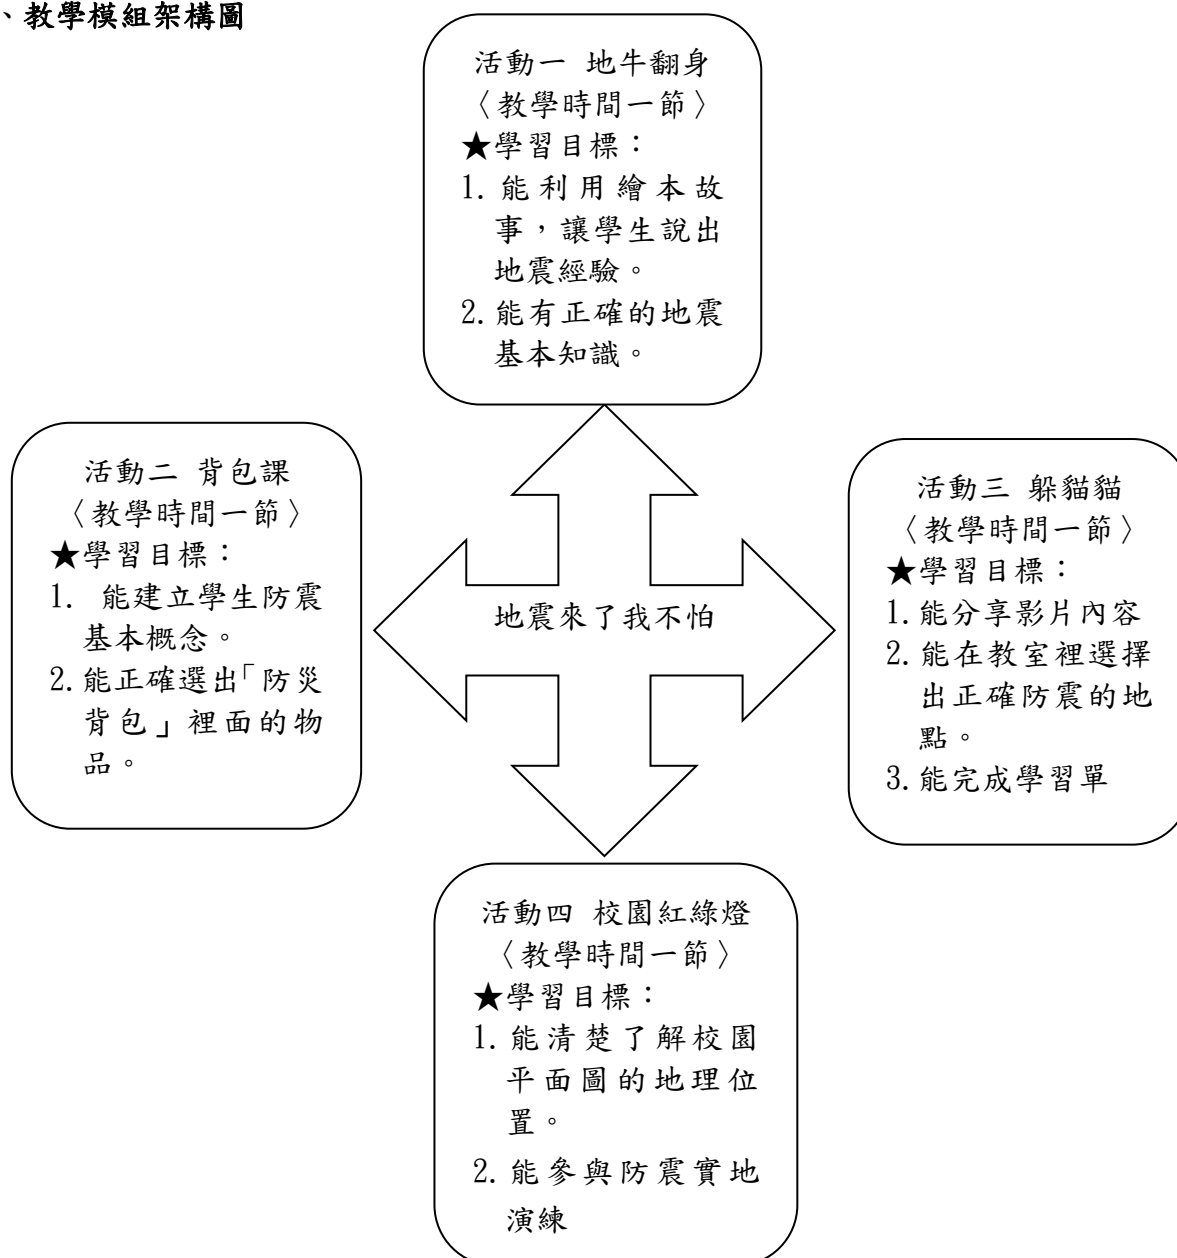 、教學模組架構圖
活動一 地牛翻身
〈教學時間一節〉
★學習目標：
1. 能利用繪本故
事，讓學生說出
地震經驗。
2. 能有正確的地震
基本知識。
活動二 背包課
〈教學時間一節〉
★學習目標：
1. 能建立學生防震
基本概念。
2. 能正確選出「防災
背包」裡面的物
品。
地震來了我不怕
活動三 躲貓貓
〈教學時間一節〉
★學習目標：
1. 能分享影片內容
2. 能在教室裡選擇
出正確防震的地
點。
3. 能完成學習單
活動四 校園紅綠燈
〈教學時間一節〉
★學習目標：
1. 能清楚了解校園
平面圖的地理位
置。
2. 能參與防震實地
演練